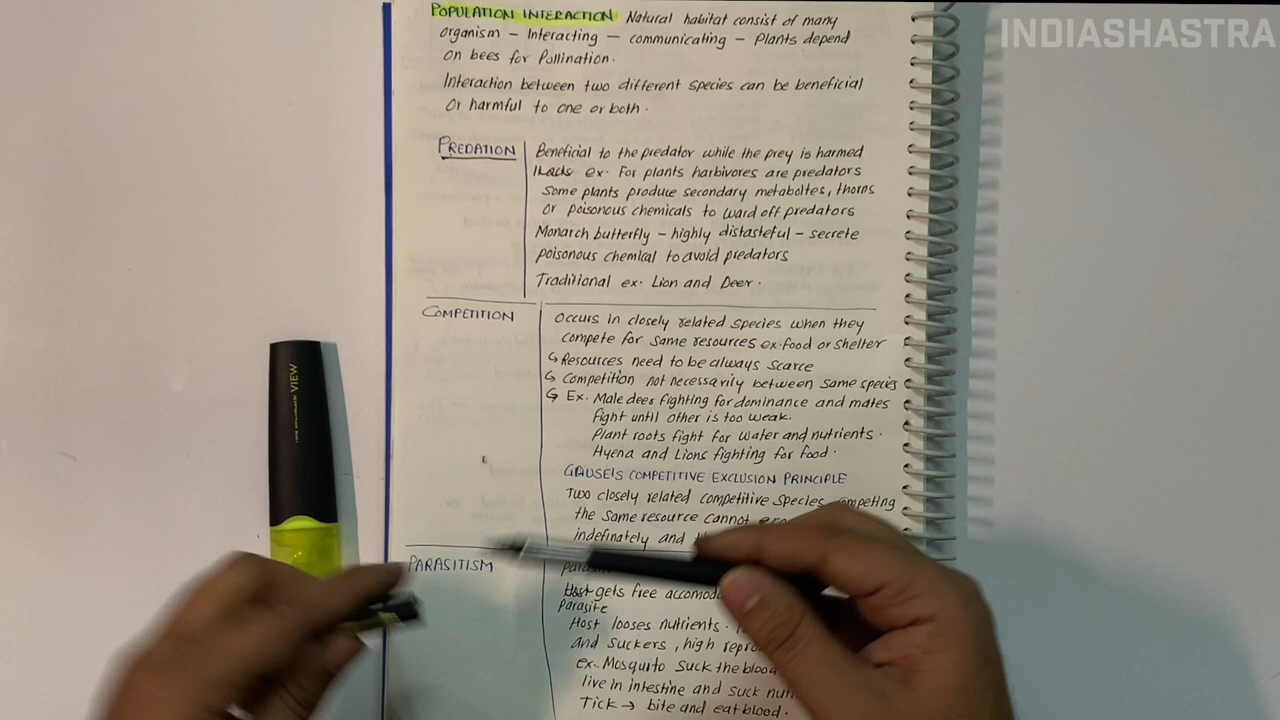 INDIASHASTRA
POPULATION INTERACTION Natural habitat consist of many
organism – Interacting – communicating – Plants depend
on bees for Pollination.
Interaction between two different species can be beneficial
Or harmful to one or both.
PREDATION
Beneficial to the predator while the prey is harmed
ex. For plants harbivores are predators
some plants produce secondary metaboltes, thorns
Or poisonous chemicals to ward off predators
Monarch butterfly – highly distasteful – secrete
poisonous chemical to avoid predators
Traditional ex. Lion and Deer.
COMPETITION
Occurs in closely related species when they
compete for same resources ex food or shelter
↳ Resources need to be always scarce
↳ Competition not necessarily between same species
↳ Ex. Male deer fighting for dominance and mates
fight until other is too weak.
Plant roots fight for water and nutrients.
Hyena and Lions fighting for food.
GAUSE'S COMPETITIVE EXCLUSION PRINCIPLE
Two closely related competitive species competing
the same resource cannot
indefinately and
PARASITISM
gets free
Parasite
Host looses nutrients.
and suckers, high
ex. Mosquito suck the blood
live in intestine and suck
Tick → bite and eat blood.
VIEW